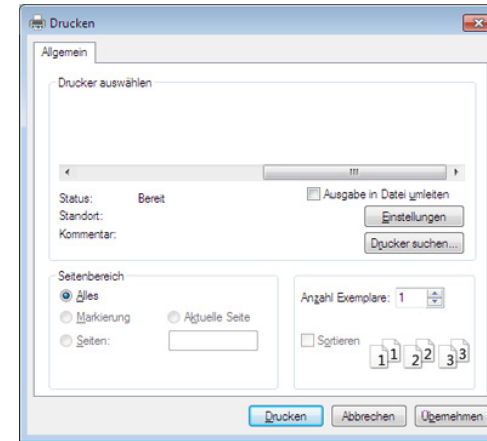 Drucken
Allgemein
Drucker auswählen
Status: Bereit
Ausgabe in Datei umleiten
Standort:
Einstellungen
Kommentar:
Drucker suchen...
Seitenbereich
Alles
Markierung
Aktuelle Seite
Seiten:
Anzahl Exemplare: 1
Sortieren
1 1 2 2 3 3
Drucken
Abbrechen
Übernehmen